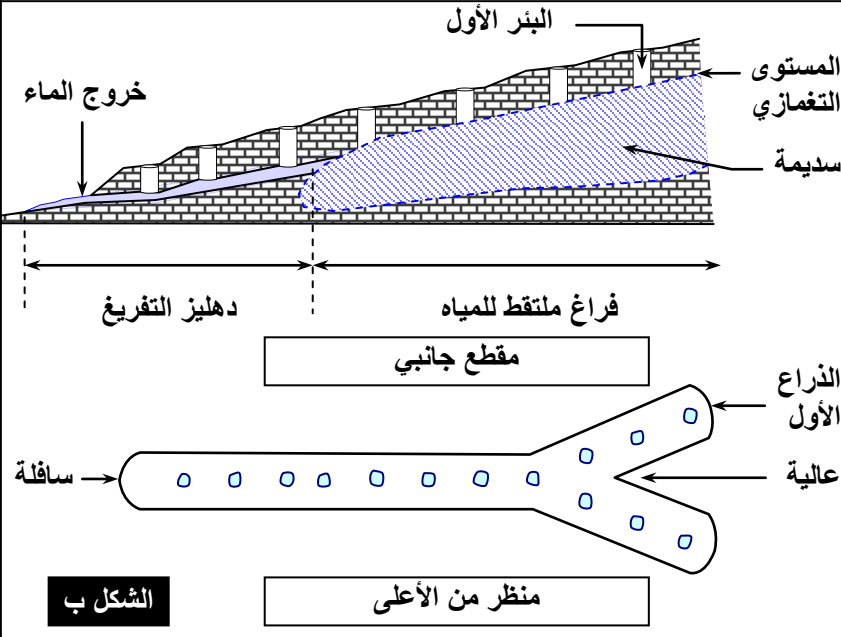 البئر الأول
خروج الماء
المستوى
التغمازي
سديمة
دهليز التفريغ
فراغ ملتقط للمياه
مقطع جانبي
الذراع
الأول
سافلة
عالية
منظر من الأعلى
الشكل ب